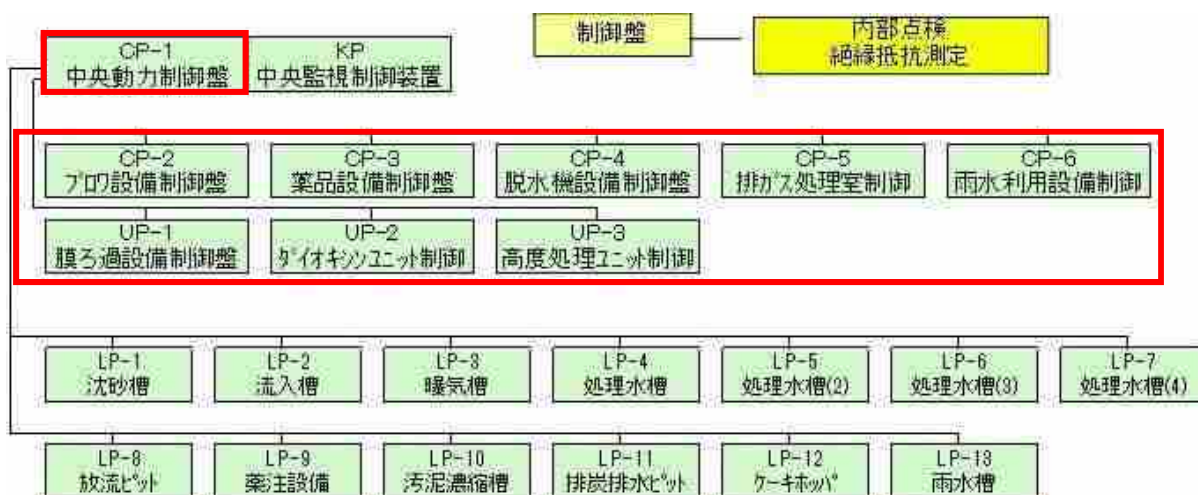 制御盤
内部点検
絶縁抵抗測定
CP-1
中央動力制御盤
KP
中央監視制御装置
CP-2
ブロワ設備制御盤
CP-3
薬品設備制御盤
CP-4
脱水機設備制御盤
CP-5
排ガス処理室制御
CP-6
雨水利用設備制御
UP-1
膜ろ過設備制御盤
UP-2
ダイオキシンユニット制御
UP-3
高度処理ユニット制御
LP-1
沈砂槽
LP-2
流入槽
LP-3
曝気槽
LP-4
処理水槽
LP-5
処理水槽(2)
LP-6
処理水槽(3)
LP-7
処理水槽(4)
LP-8
放流ピット
LP-9
薬注設備
LP-10
汚泥濃縮槽
LP-11
排炭排水ピット
LP-12
ケーキホッパ
LP-13
雨水槽